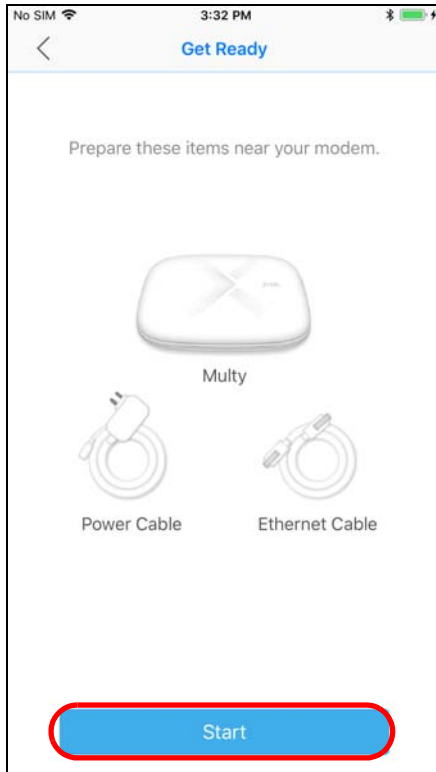 No SIM 3:32 PM
Get Ready
Prepare these items near your modem.
Multy
Power Cable Ethernet Cable
Start